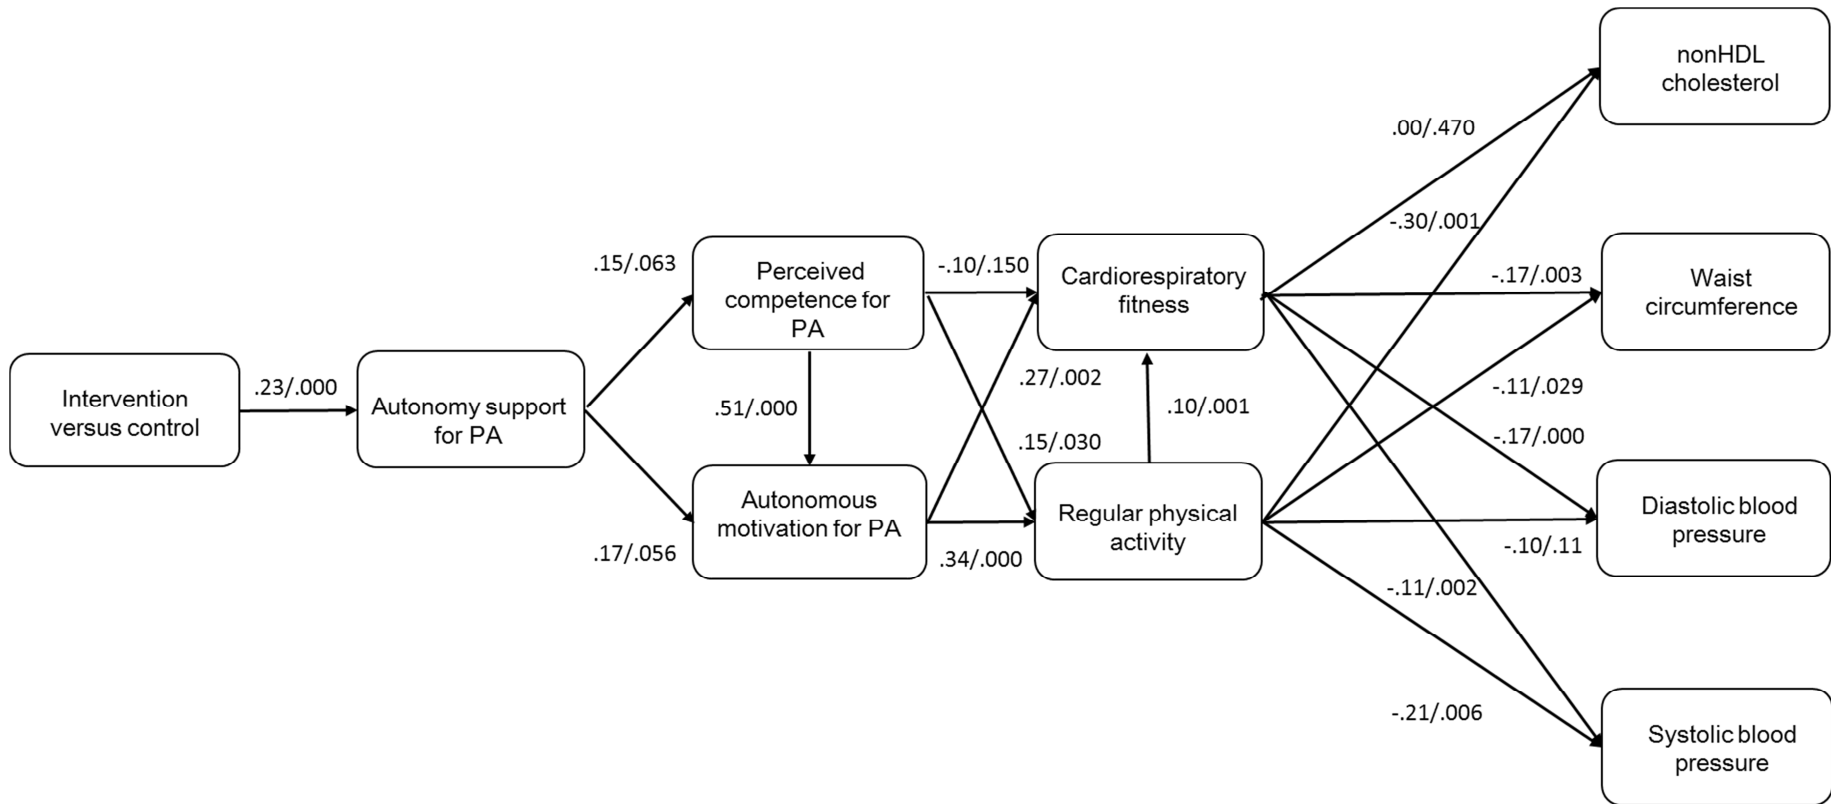 nonHDL
cholesterol
.00/.470
-.30/.001
.15/.063
Perceived
competence for
PA
-.10/.150
Cardiorespiratory
fitness
-.17/.003
Waist
circumference
Intervention
versus control
.23/.000
Autonomy support
for PA
.51/.000
.27/.002
.10/.001
-.11/.029
.15/.030
-.17/.000
Autonomous
motivation for PA
.17/.056
.34/.000
Regular physical
activity
Diastolic blood
pressure
-.10/.11
-.11/.002
-.21/.006
Systolic blood
pressure